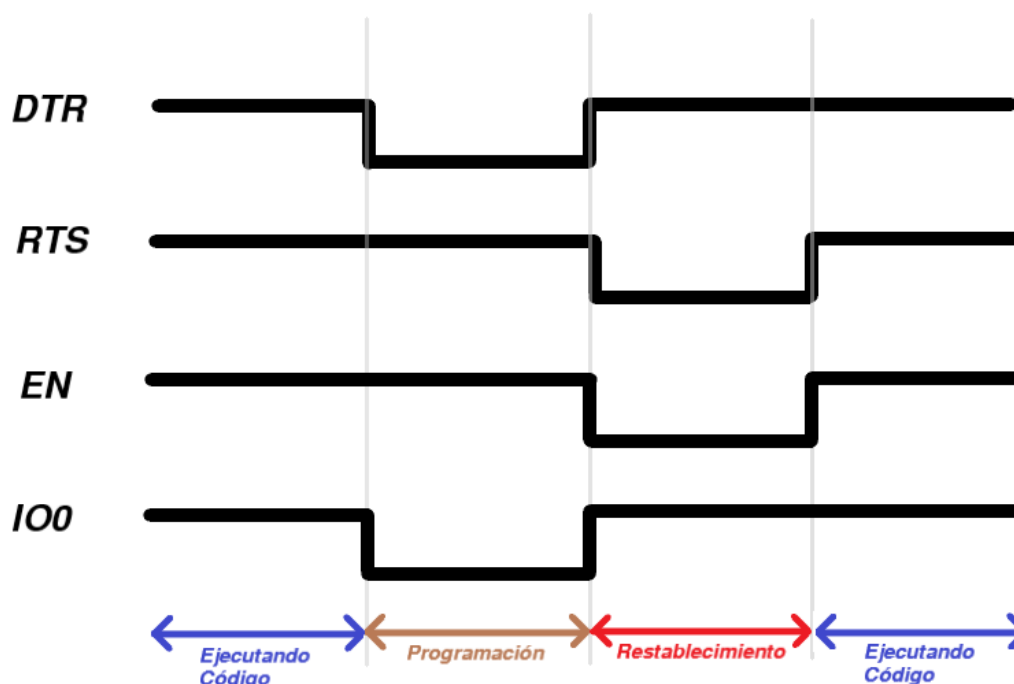 DTR
RTS
EN
IO0
Ejecutando
Código
Programación
Restablecimiento
Ejecutando
Código